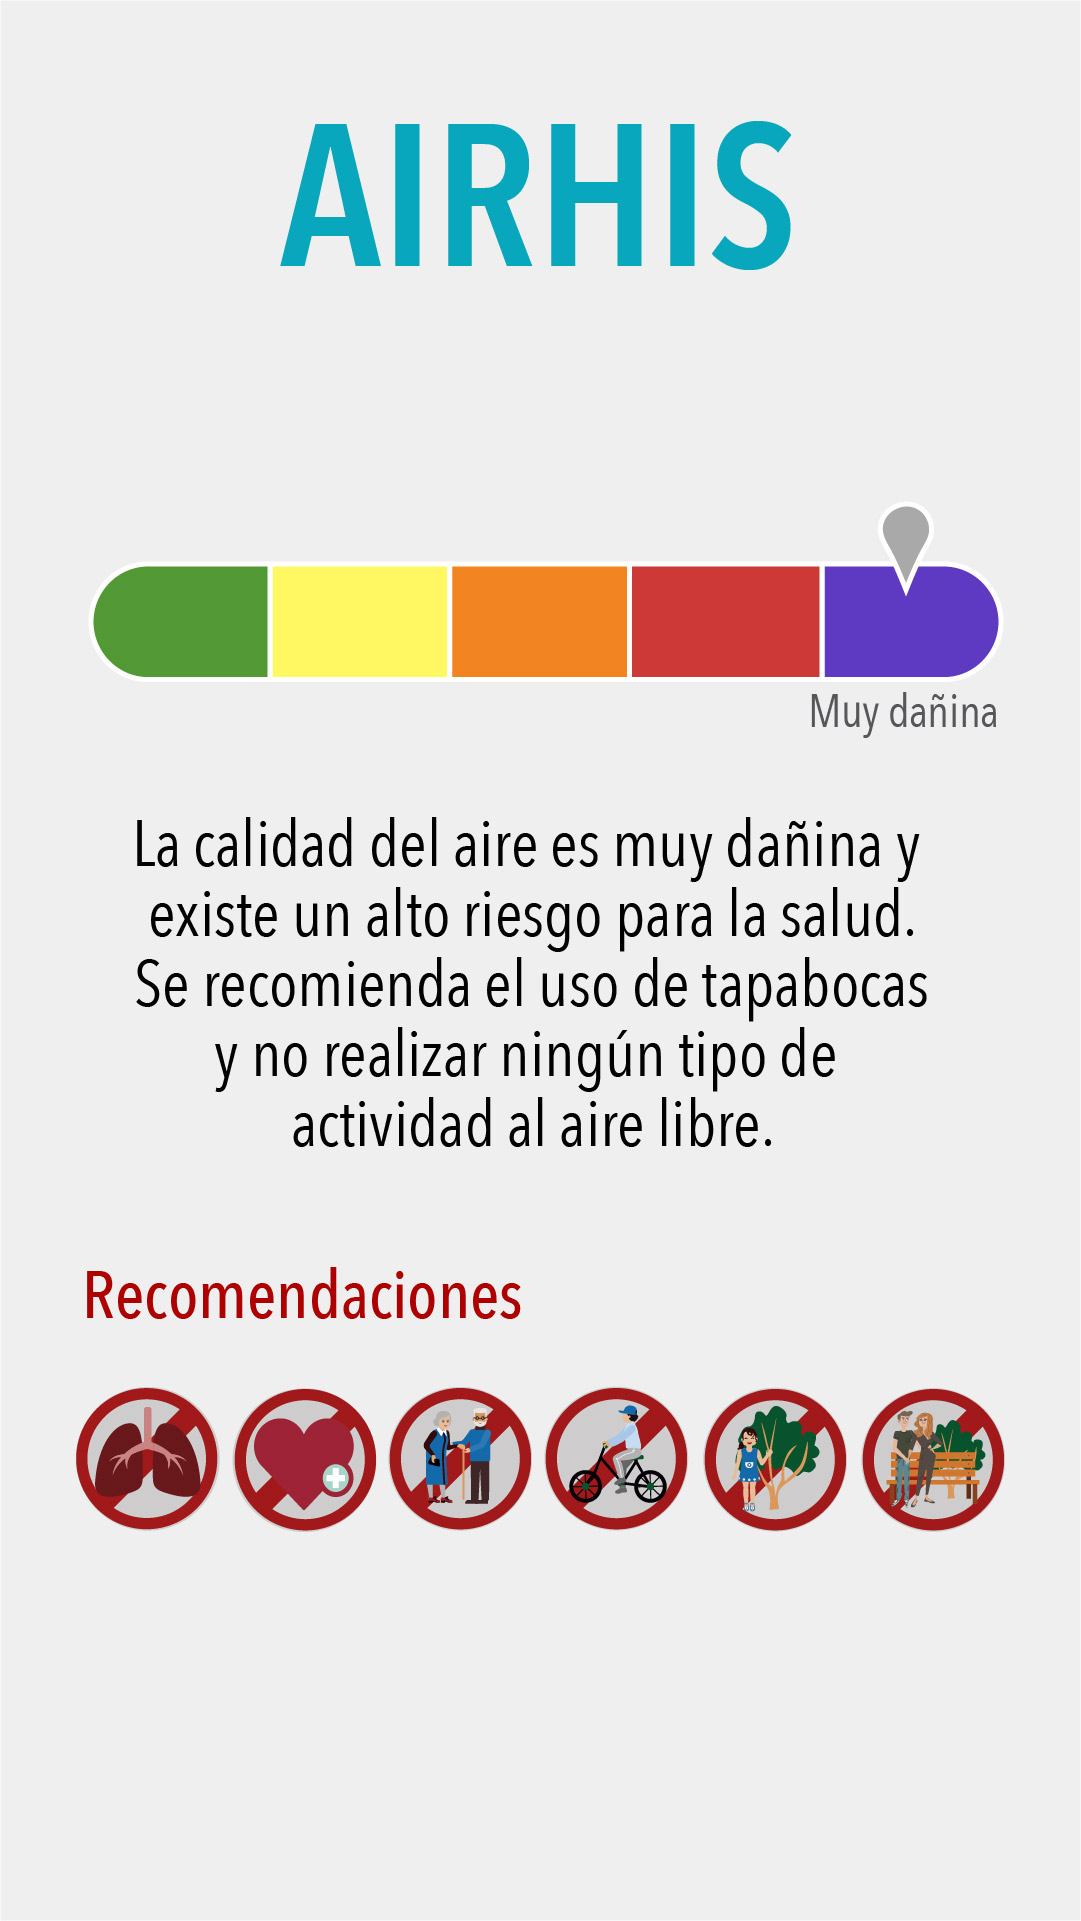 AIRHIS
Muy dañina
La calidad del aire es muy dañina y
existe un alto riesgo para la salud.
Se recomienda el uso de tapabocas
y no realizar ningún tipo de
actividad al aire libre.
Recomendaciones